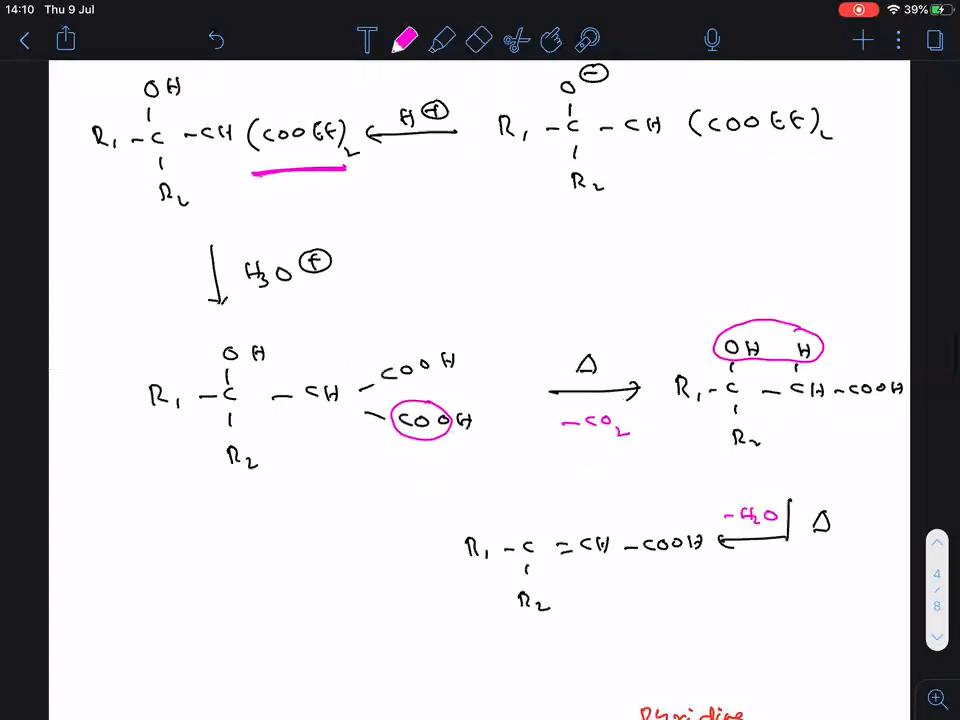 14:10 Thu 9 Jul 39%
OH O⊖
R₁ - C - CH (COOEt)₂ ← H⊕ R₁ - C - CH (COOEt)₂
R₂ R₂
↓ H₃O⊕
OH COOH Δ OH H
R₁ - C - CH → R₁ - C - CH - COOH
COOH - CO₂
R₂ R₂
- H₂O Δ
R₁ - C = CH - COOH
R₂
4
/
8